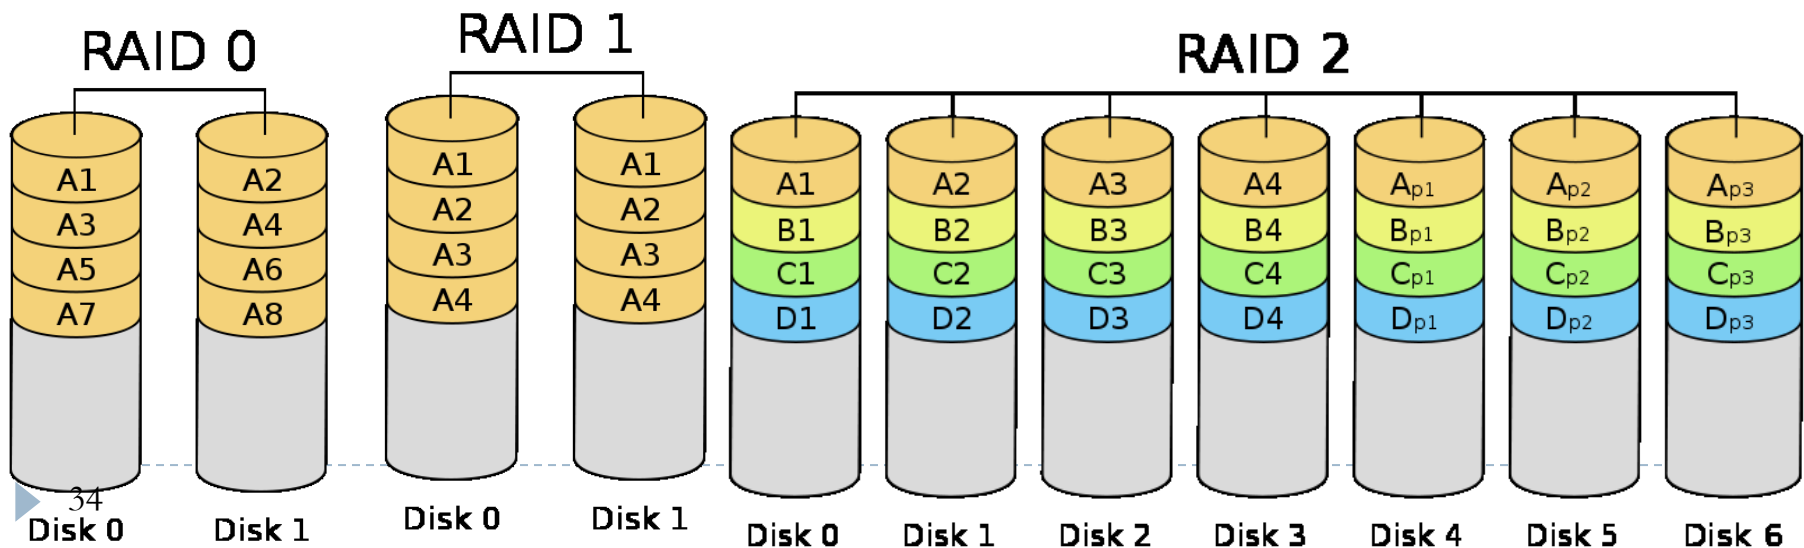 RAID 0
A1 A2
A3 A4
A5 A6
A7 A8
34
Disk 0 Disk 1
RAID 1
A1 A1
A2 A2
A3 A3
A4 A4
Disk 0 Disk 1
RAID 2
A1 A2 A3 A4 Ap1 Ap2 Ap3
B1 B2 B3 B4 Bp1 Bp2 Bp3
C1 C2 C3 C4 Cp1 Cp2 Cp3
D1 D2 D3 D4 Dp1 Dp2 Dp3
Disk 0 Disk 1 Disk 2 Disk 3 Disk 4 Disk 5 Disk 6